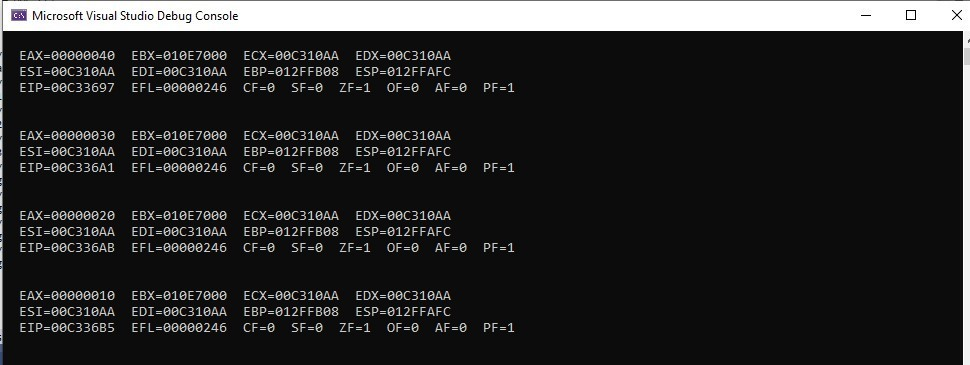 Microsoft Visual Studio Debug Console
EAX=00000040 EBX=010E7000 ECX=00C310AA EDX=00C310AA
ESI=00C310AA EDI=00C310AA EBP=012FFB08 ESP=012FFAFC
EIP=00C33697 EFL=00000246 CF=0 SF=0 ZF=1 OF=0 AF=0 PF=1
EAX=00000030 EBX=010E7000 ECX=00C310AA EDX=00C310AA
ESI=00C310AA EDI=00C310AA EBP=012FFB08 ESP=012FFAFC
EIP=00C336A1 EFL=00000246 CF=0 SF=0 ZF=1 OF=0 AF=0 PF=1
EAX=00000020 EBX=010E7000 ECX=00C310AA EDX=00C310AA
ESI=00C310AA EDI=00C310AA EBP=012FFB08 ESP=012FFAFC
EIP=00C336AB EFL=00000246 CF=0 SF=0 ZF=1 OF=0 AF=0 PF=1
EAX=00000010 EBX=010E7000 ECX=00C310AA EDX=00C310AA
ESI=00C310AA EDI=00C310AA EBP=012FFB08 ESP=012FFAFC
EIP=00C336B5 EFL=00000246 CF=0 SF=0 ZF=1 OF=0 AF=0 PF=1